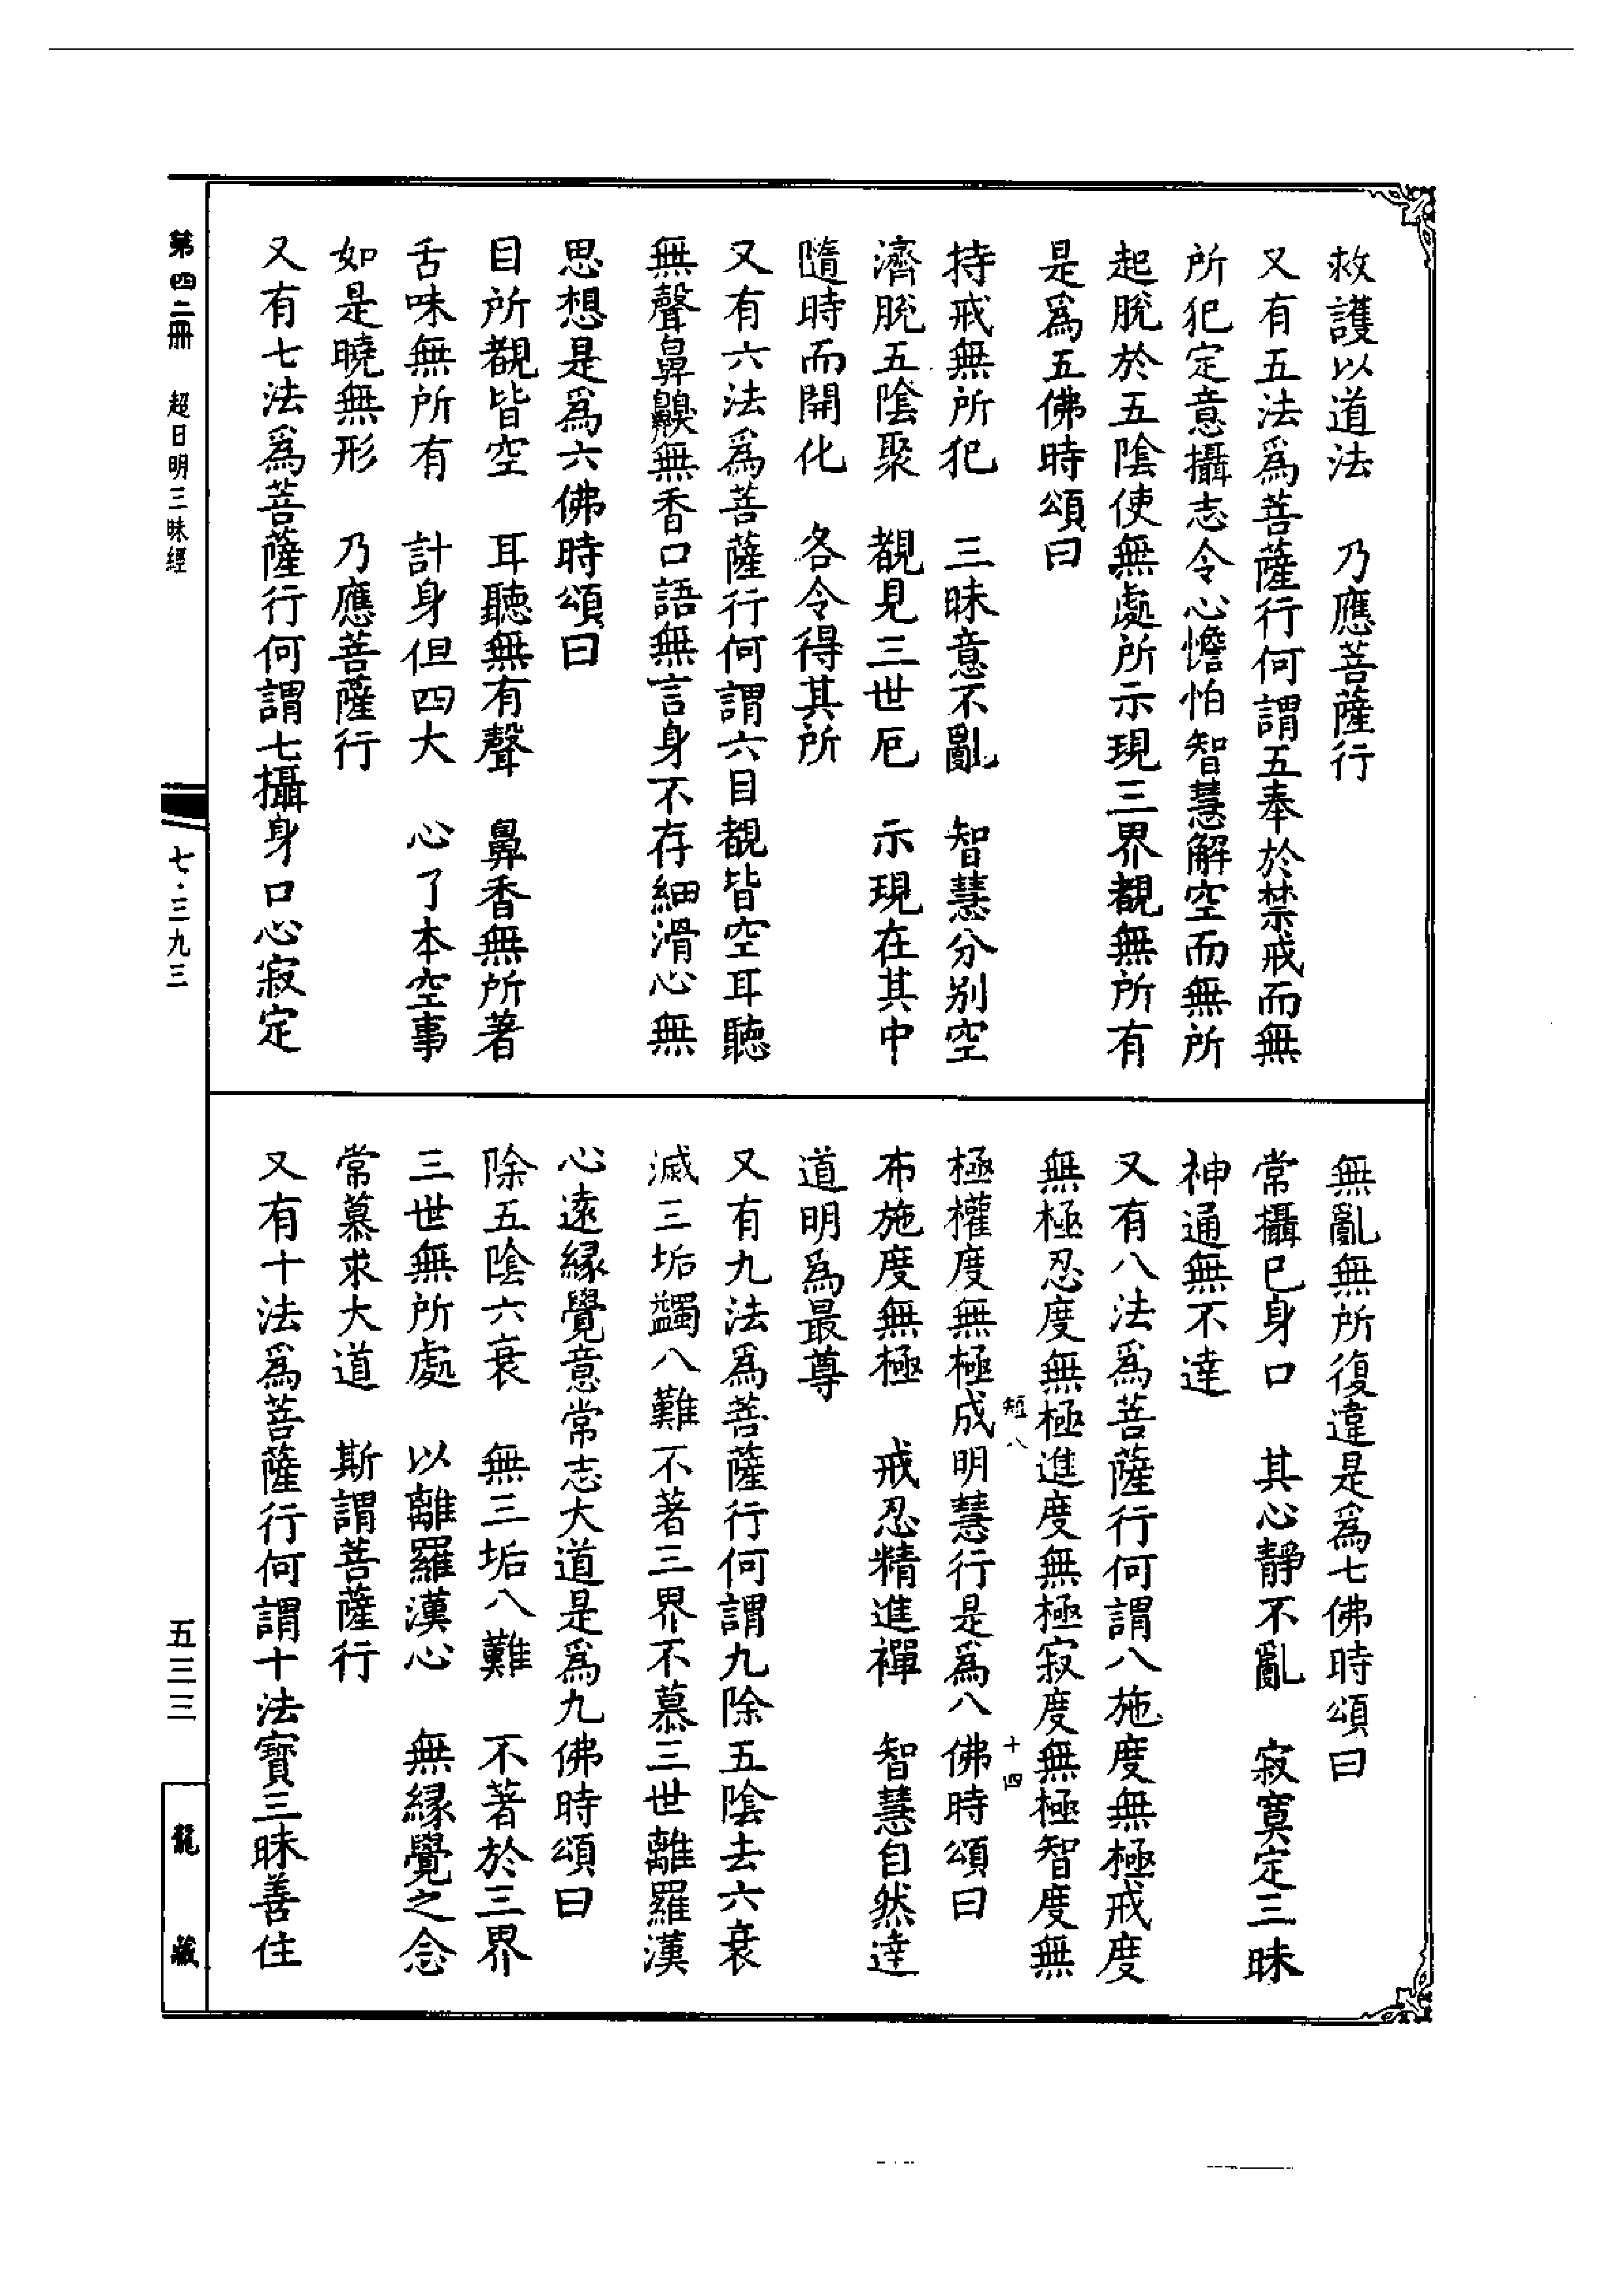 救護以道法　乃應菩薩行
又有五法爲菩薩行何謂五奉於禁戒而無
所犯定意攝志令心憺怕智慧解空而無所
起脫於五陰使無處所示現三界覩無所有
是爲五佛時頌曰
持戒無所犯　三昧意不亂　智慧分別空
濟脫五陰聚　覩見三世厄　示現在其中
隨時而開化　各令得其所
又有六法爲菩薩行何謂六目覩皆空耳聽
無聲鼻齅無香口語無言身不存細滑心無
思想是爲六佛時頌曰
目所覩皆空　耳聽無有聲　鼻香無所著
舌味無所有　計身但四大　心了本空事
如是曉無形　乃應菩薩行
又有七法爲菩薩行何謂七攝身口心寂定
無亂無所復違是爲七佛時頌曰
常攝已身口　其心靜不亂　寂寞定三昧
神通無不達
又有八法爲菩薩行何謂八施度無極戒度
無極忍度無極進度無極寂度無極智度無
短八　十四
極權度無極成明慧行是爲八佛時頌曰
布施度無極　戒忍精進禪　智慧自然達
道明爲最尊
又有九法爲菩薩行何謂九除五陰去六衰
滅三垢蠲八難不著三界不慕三世離羅漢
心遠緣覺意常志大道是爲九佛時頌曰
除五陰六衰　無三垢八難　不著於三界
三世無所處　以離羅漢心　無緣覺之念
常慕求大道　斯謂菩薩行
又有十法爲菩薩行何謂十法寶三昧善住
第四二冊　超日明三昧經
七·三九三
五三三
龍藏